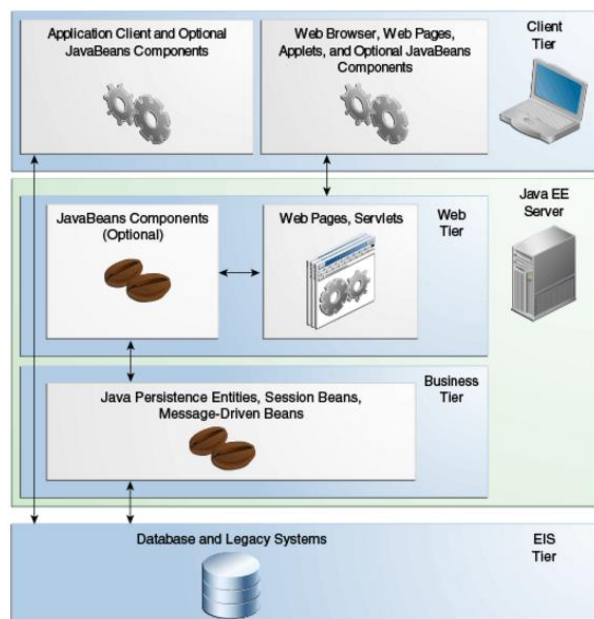 Application Client and Optional
JavaBeans Components
Web Browser, Web Pages,
Applets, and Optional JavaBeans
Components
Client
Tier
Java EE
Server
JavaBeans Components
(Optional)
Web Pages, Servlets
Web
Tier
Java Persistence Entities, Session Beans,
Message-Driven Beans
Business
Tier
Database and Legacy Systems
EIS
Tier